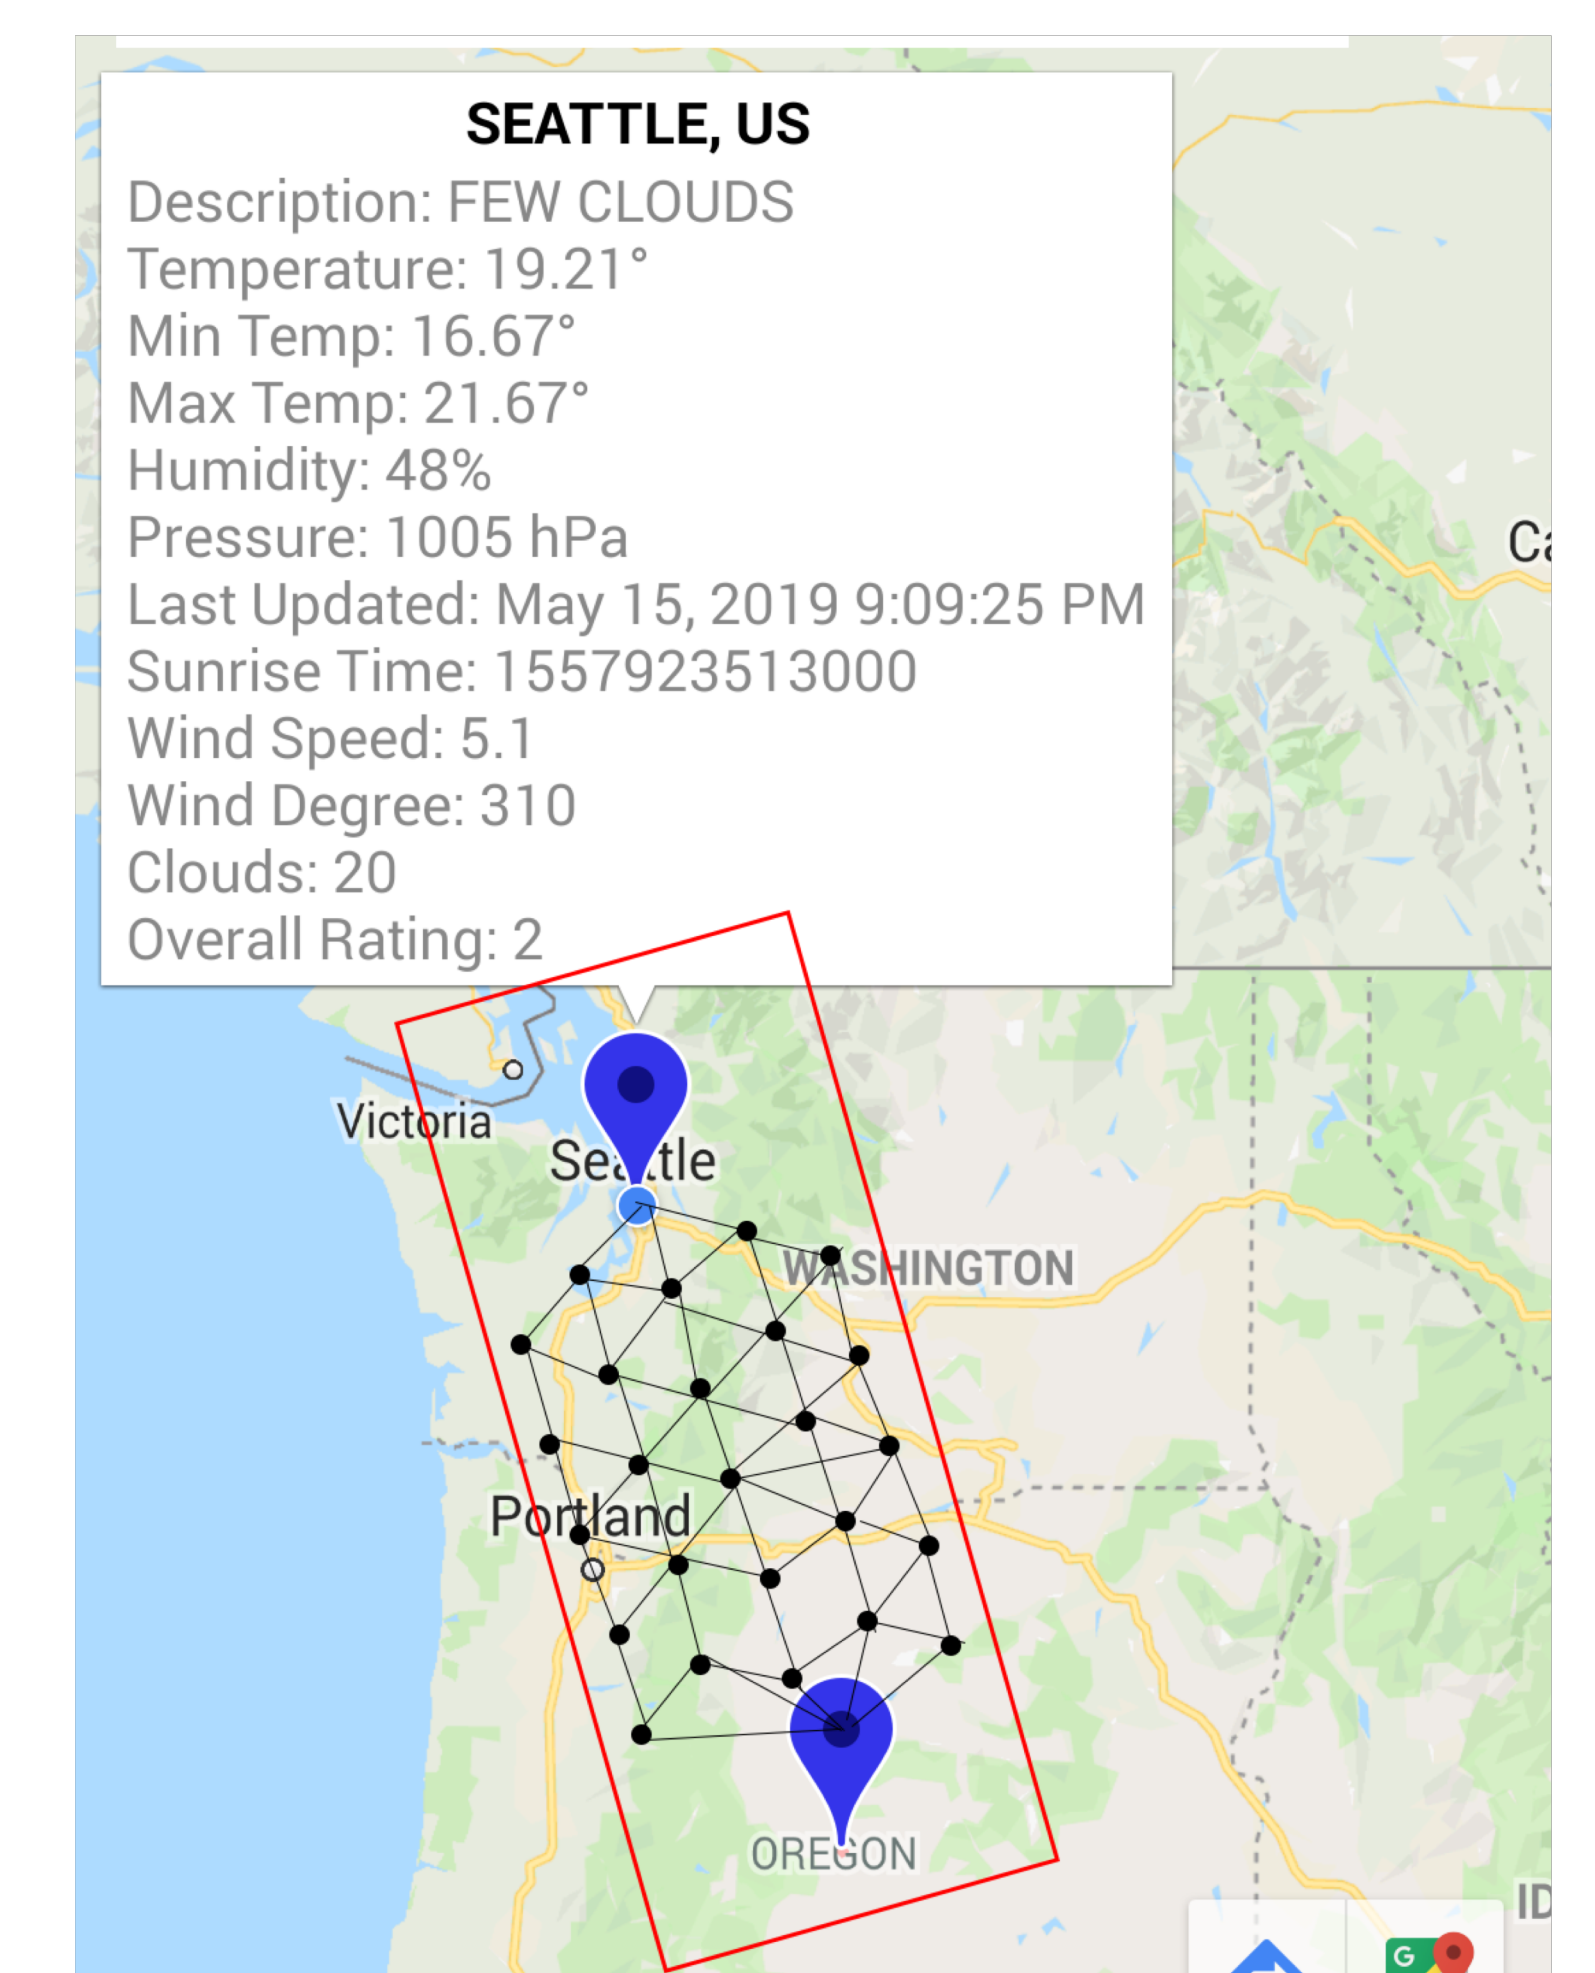 SEATTLE, US
Description: FEW CLOUDS
Temperature: 19.21°
Min Temp: 16.67°
Max Temp: 21.67°
Humidity: 48%
Pressure: 1005 hPa
Last Updated: May 15, 2019 9:09:25 PM
Sunrise Time: 1557923513000
Wind Speed: 5.1
Wind Degree: 310
Clouds: 20
Overall Rating: 2
Ca
Victoria
Seattle
WASHINGTON
Portland
OREGON
ID
G